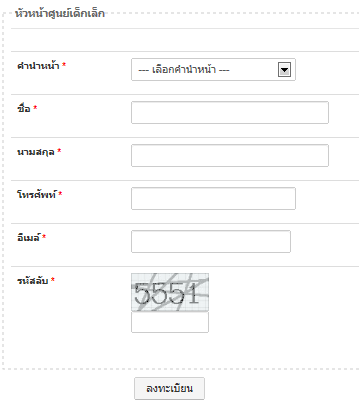 หัวหน้าศูนย์เด็กเล็ก
คำนำหน้า * --- เลือกคำนำหน้า ---
ชื่อ *
นามสกุล *
โทรศัพท์ *
อีเมล์ *
รหัสลับ * 5551
ลงทะเบียน